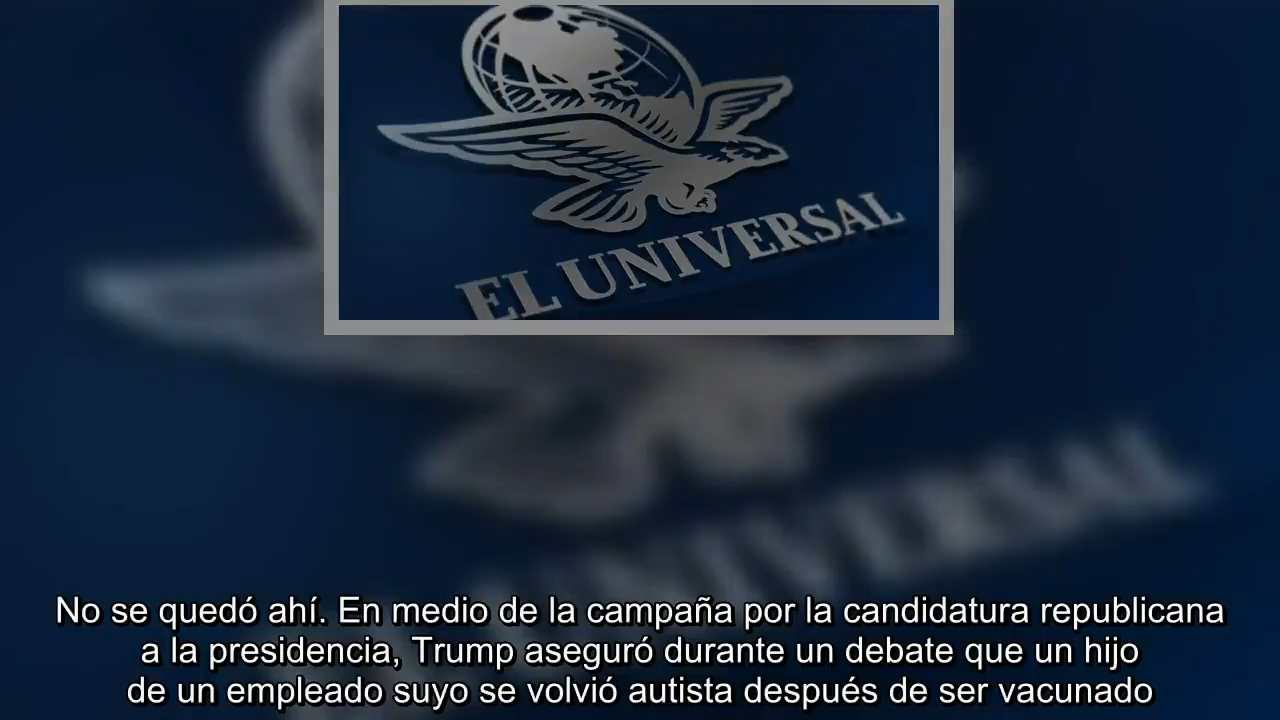 EL UNIVERSAL
No se quedó ahí. En medio de la campaña por la candidatura republicana
a la presidencia, Trump aseguró durante un debate que un hijo
de un empleado suyo se volvió autista después de ser vacunado